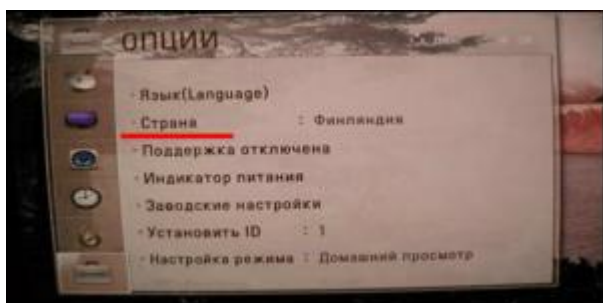 ОПЦИИ
· Язык(Language)
· Страна : Финляндия
· Поддержка отключена
· Индикатор питания
· Заводские настройки
· Установить ID : 1
· Настройка режима : Домашний просмотр